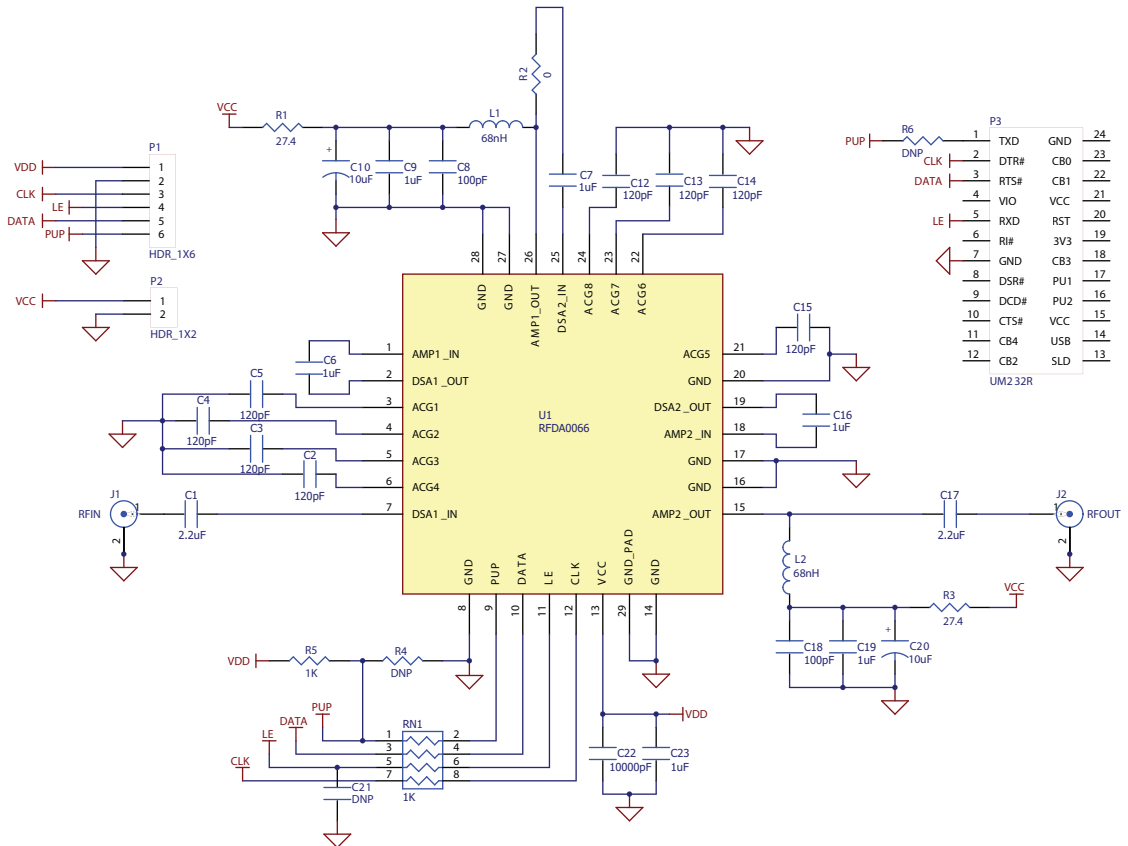 R2
0
VCC
R1
27.4
L1
68nH
+
C10
10uF
C9
1uF
C8
100pF
C7
1uF
C12
120pF
C13
120pF
C14
120pF
P1
VDD
1
2
CLK
3
LE
4
DATA
5
PUP
6
HDR_1X6
P2
VCC
1
2
HDR_1X2
P3
PUP
R6
DNP
CLK
DATA
LE
1 TXD GND 24
2 DTR# CB0 23
3 RTS# CB1 22
4 VIO VCC 21
5 RXD RST 20
6 RI# 3V3 19
7 GND CB3 18
8 DSR# PU1 17
9 DCD# PU2 16
10 CTS# VCC 15
11 CB4 USB 14
12 CB2 SLD 13
UM232R
28 27 26 25 24 23 22
GND GND AMP1_OUT DSA2_IN ACG8 ACG7 ACG6
1 AMP1_IN
2 DSA1_OUT
3 ACG1
4 ACG2
5 ACG3
6 ACG4
7 DSA1_IN
U1
RFDA0066
ACG5 21
GND 20
DSA2_OUT 19
AMP2_IN 18
GND 17
GND 16
AMP2_OUT 15
GND PUP DATA LE CLK VCC GND_PAD GND
8 9 10 11 12 13 29 14
C6
1uF
C5
120pF
C4
120pF
C3
120pF
C2
120pF
J1
RFIN
1
2
C1
2.2uF
C15
120pF
C16
1uF
C17
2.2uF
J2
1
RFOUT
2
L2
68nH
R3
27.4
VCC
C18
100pF
C19
1uF
+
C20
10uF
VDD
R5
1K
R4
DNP
PUP
DATA
LE
CLK
RN1
1 2
3 4
5 6
7 8
1K
C21
DNP
VDD
C22
10000pF
C23
1uF